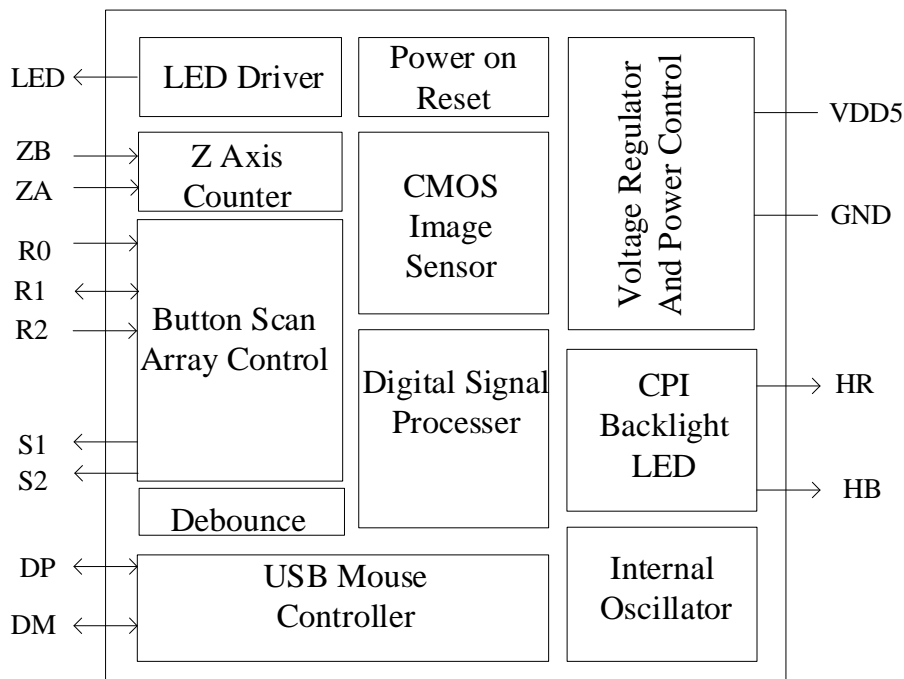 LED
LED Driver
Power on
Reset
Voltage Regulator
And Power Control
VDD5
GND
ZB
ZA
Z Axis
Counter
CMOS
Image
Sensor
R0
R1
R2
S1
S2
Button Scan
Array Control
Digital Signal
Processer
CPI
Backlight
LED
HR
HB
Debounce
DP
DM
USB Mouse
Controller
Internal
Oscillator